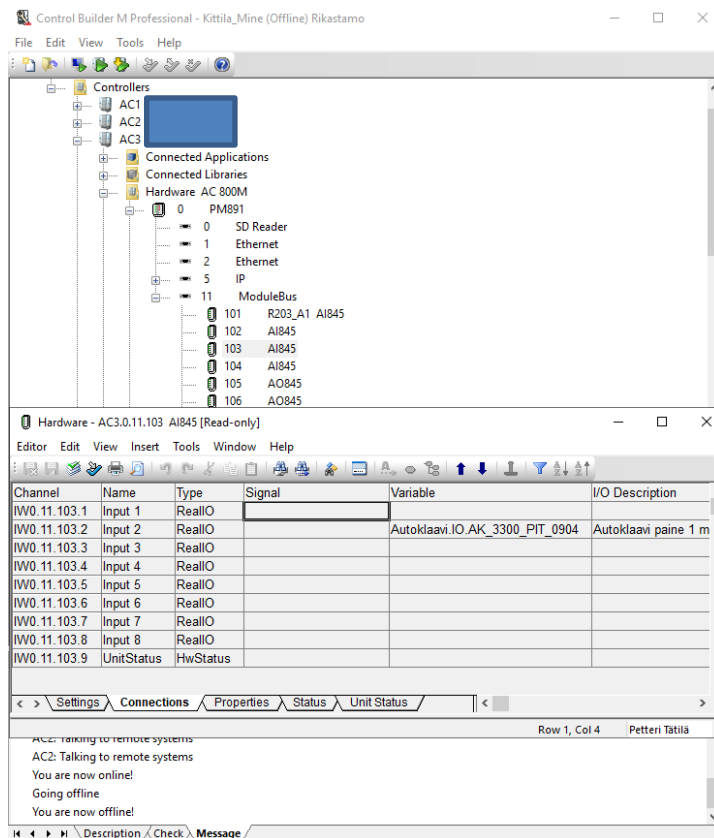 Control Builder M Professional - Kittila_Mine (Offline) Rikastamo
File Edit View Tools Help
Controllers
AC1
AC2
AC3
Connected Applications
Connected Libraries
Hardware AC 800M
0 PM891
0 SD Reader
1 Ethernet
2 Ethernet
5 IP
11 ModuleBus
101 R203_A1 AI845
102 AI845
103 AI845
104 AI845
105 AO845
106 AO845
Hardware - AC3.0.11.103 AI845 [Read-only]
Editor Edit View Insert Tools Window Help
Channel Name Type Signal Variable I/O Description
IW0.11.103.1 Input 1 RealIO
IW0.11.103.2 Input 2 RealIO Autoklaavi.IO.AK_3300_PIT_0904 Autoklaavi paine 1 m
IW0.11.103.3 Input 3 RealIO
IW0.11.103.4 Input 4 RealIO
IW0.11.103.5 Input 5 RealIO
IW0.11.103.6 Input 6 RealIO
IW0.11.103.7 Input 7 RealIO
IW0.11.103.8 Input 8 RealIO
IW0.11.103.9 UnitStatus HwStatus
Settings Connections Properties Status Unit Status
Row 1, Col 4 Petteri Tätilä
AC2: Talking to remote systems
AC2: Talking to remote systems
You are now online!
Going offline
You are now offline!
Description Check Message